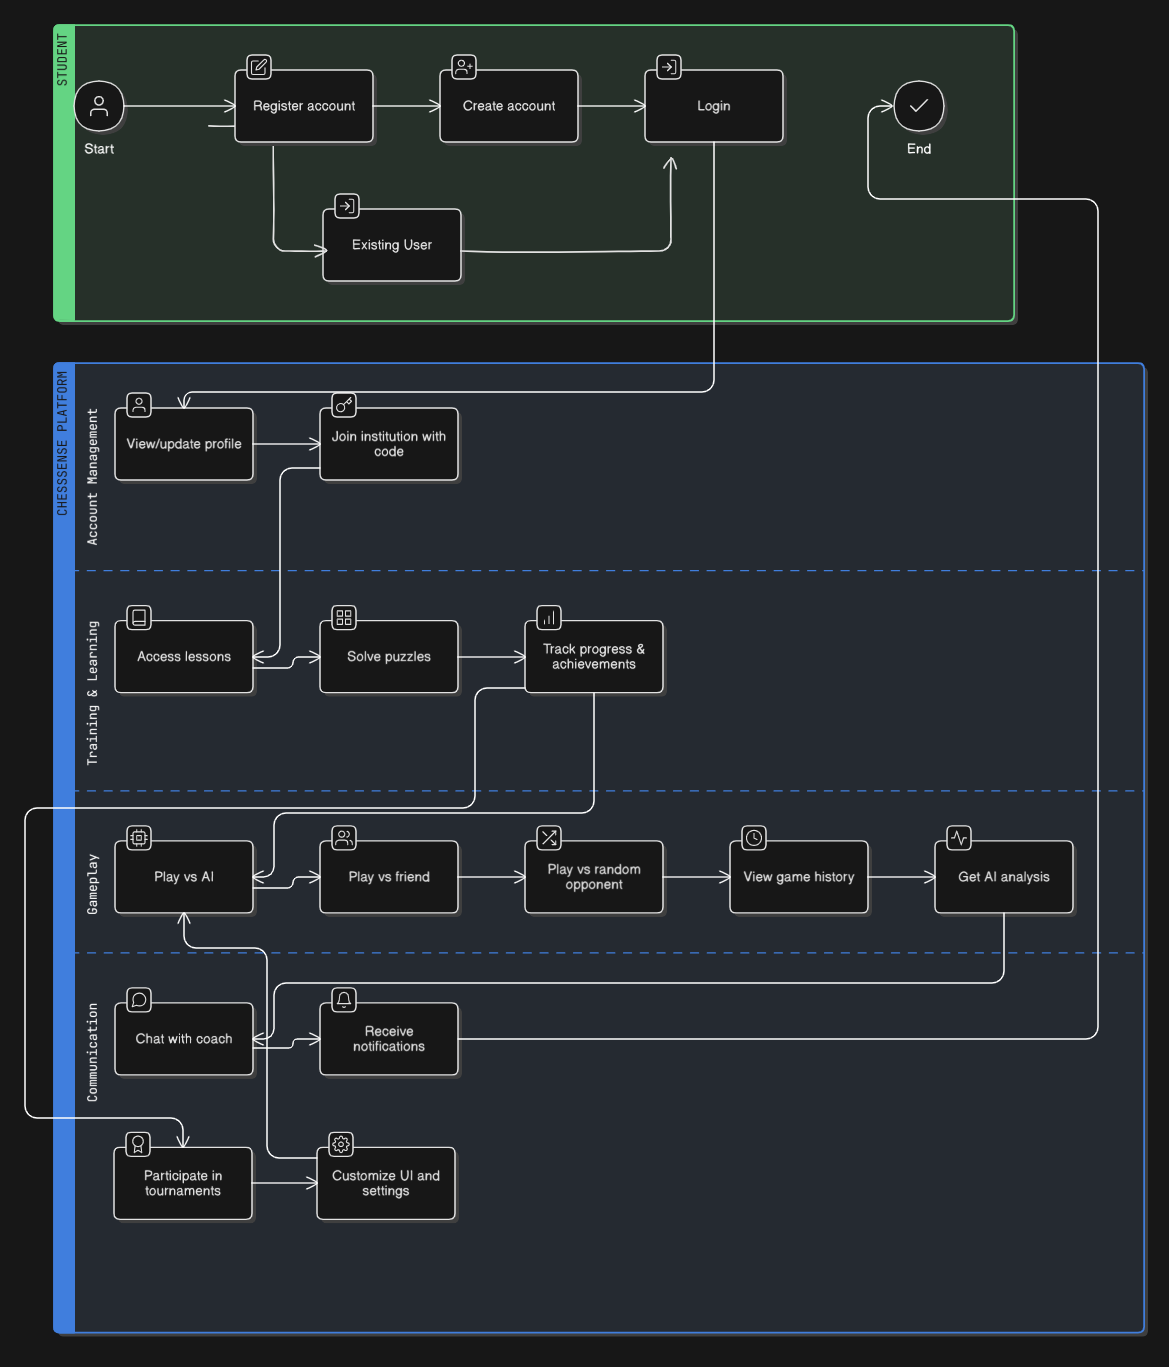 STUDENT
Register account
Create account
Login
Start
End
Existing User
CHESSSENSE PLATFORM
Account Management
View/update profile
Join institution with
code
Training & Learning
Access lessons
Solve puzzles
Track progress &
achievements
Gameplay
Play vs AI
Play vs friend
Play vs random
opponent
View game history
Get AI analysis
Communication
Chat with coach
Receive
notifications
Participate in
tournaments
Customize UI and
settings